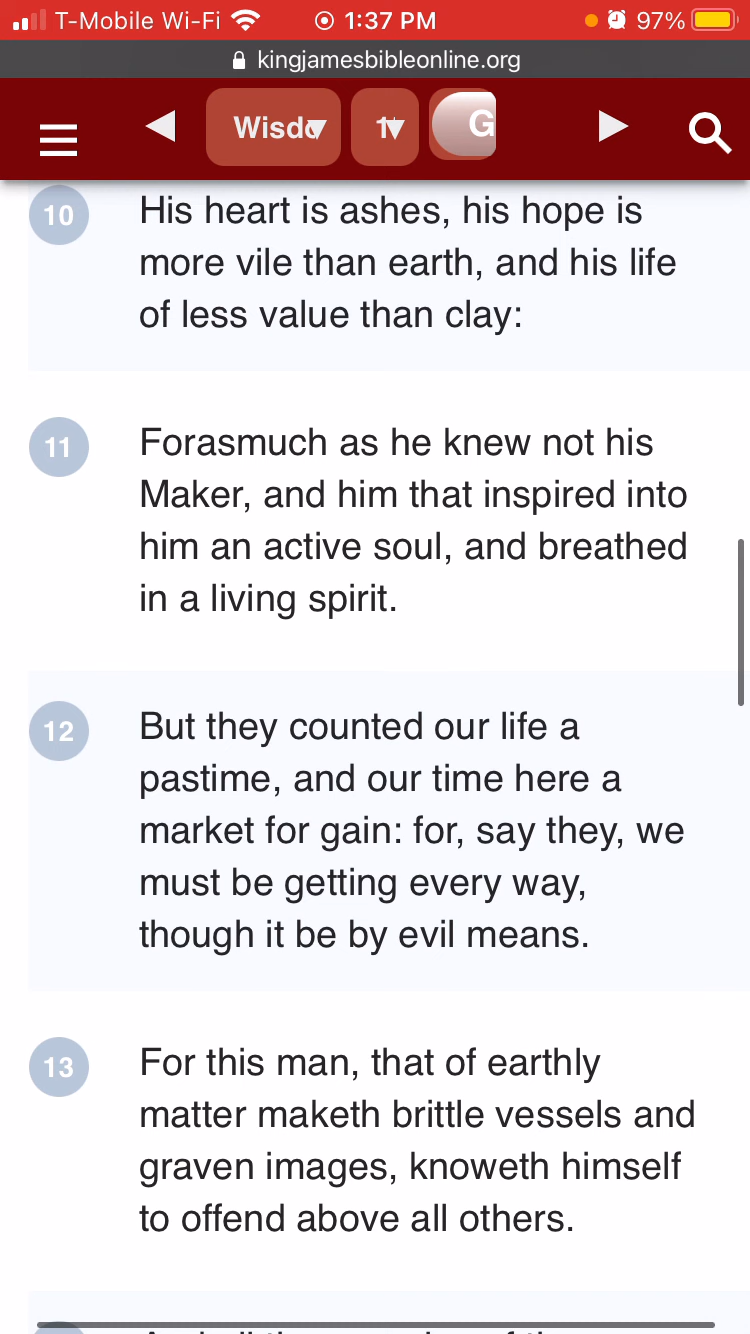 T-Mobile Wi-Fi 1:37 PM 97%
kingjamesbibleonline.org
Wisdo 1 G
10 His heart is ashes, his hope is
more vile than earth, and his life
of less value than clay:
11 Forasmuch as he knew not his
Maker, and him that inspired into
him an active soul, and breathed
in a living spirit.
12 But they counted our life a
pastime, and our time here a
market for gain: for, say they, we
must be getting every way,
though it be by evil means.
13 For this man, that of earthly
matter maketh brittle vessels and
graven images, knoweth himself
to offend above all others.